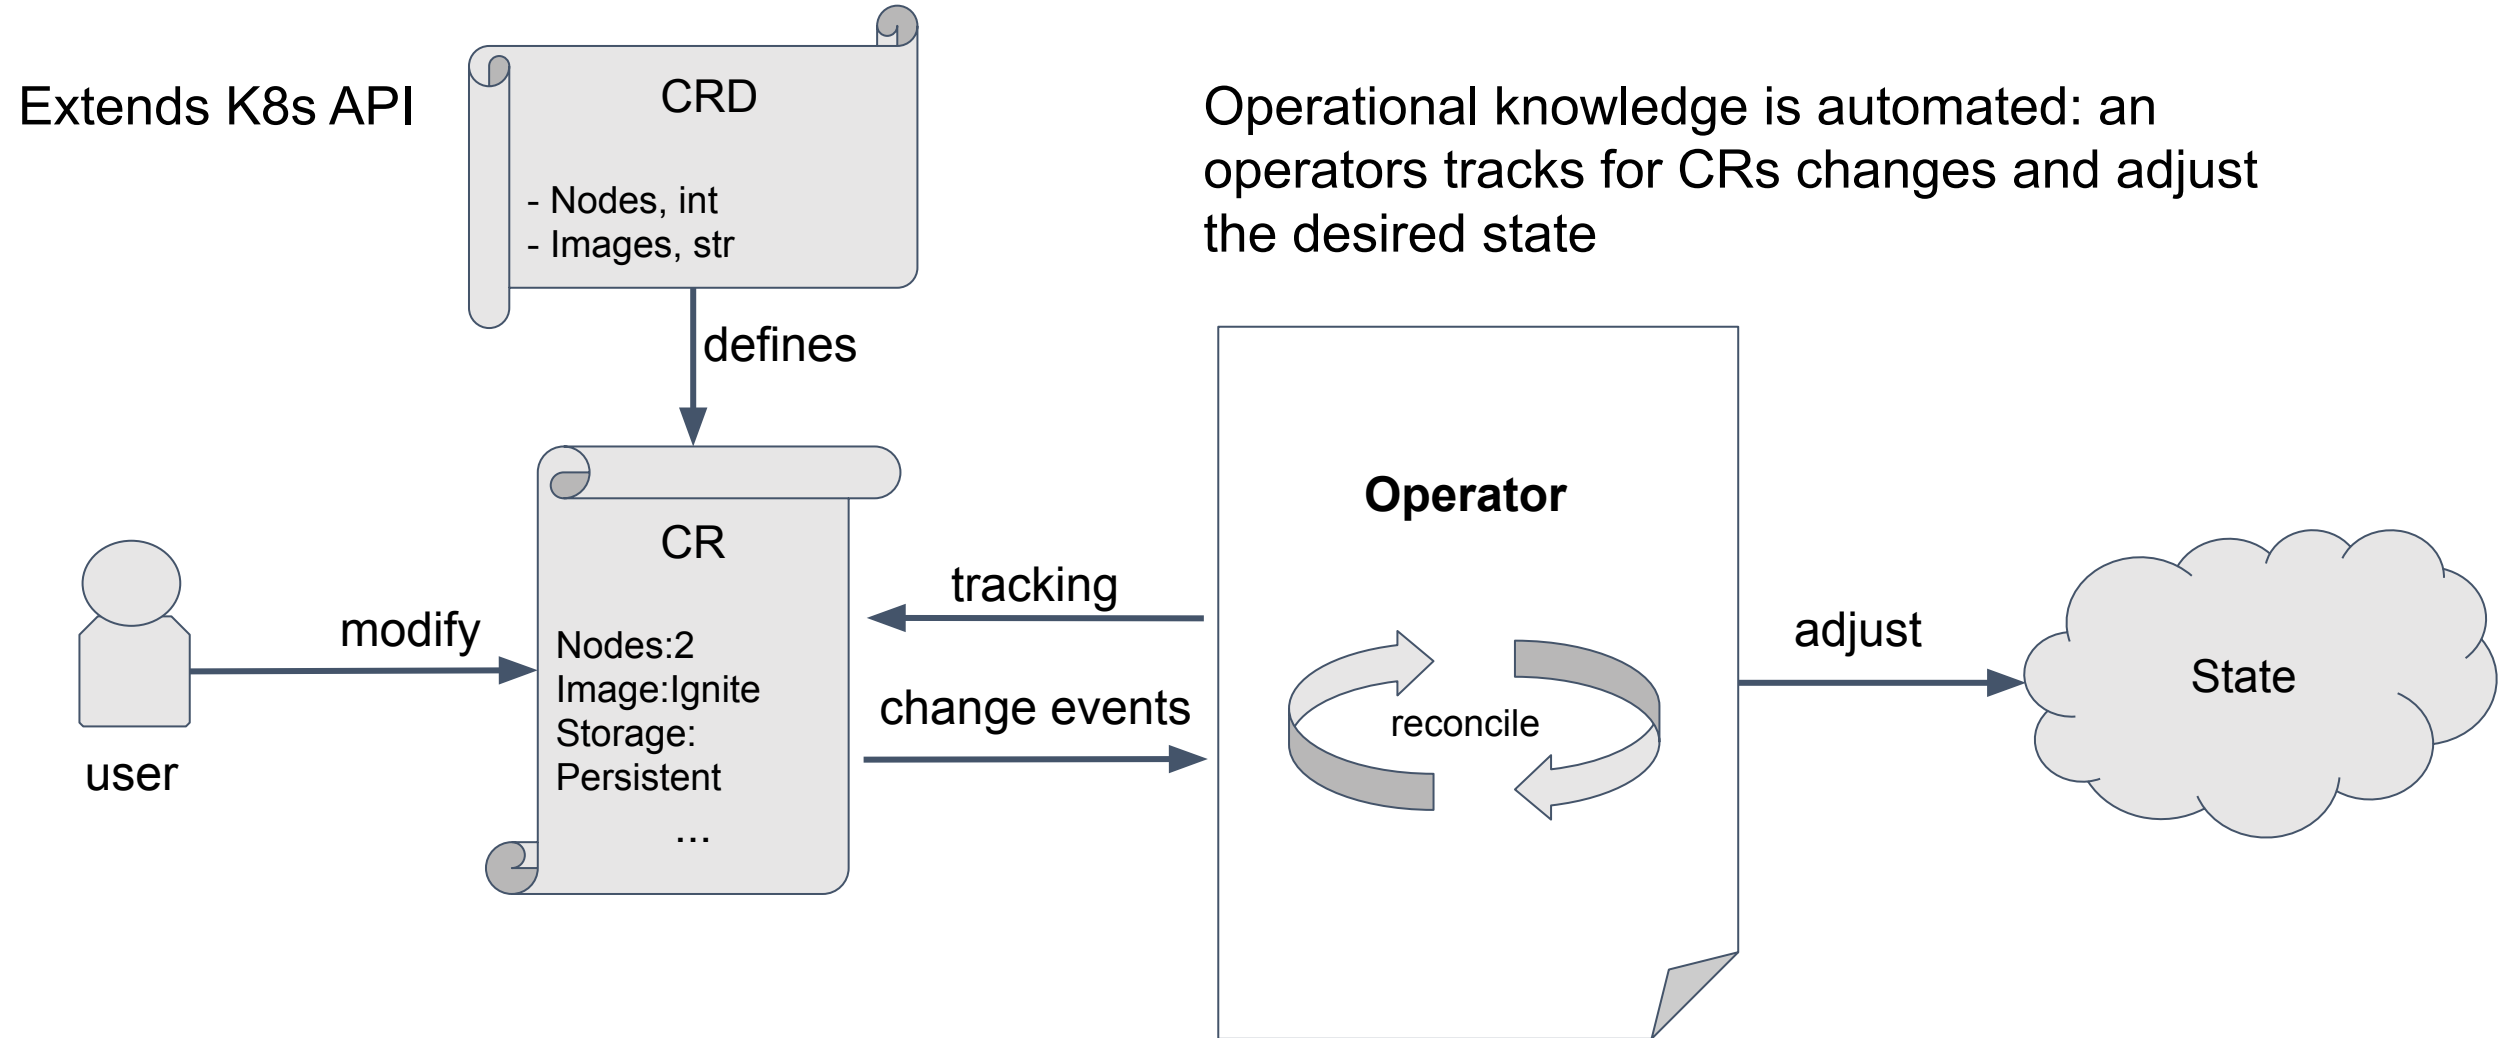 Extends K8s API
CRD
- Nodes, int
- Images, str
Operational knowledge is automated: an
operators tracks for CRs changes and adjust
the desired state
defines
Operator
CR
Nodes:2
Image:Ignite
Storage:
Persistent
...
user
modify
tracking
change events
reconcile
adjust
State